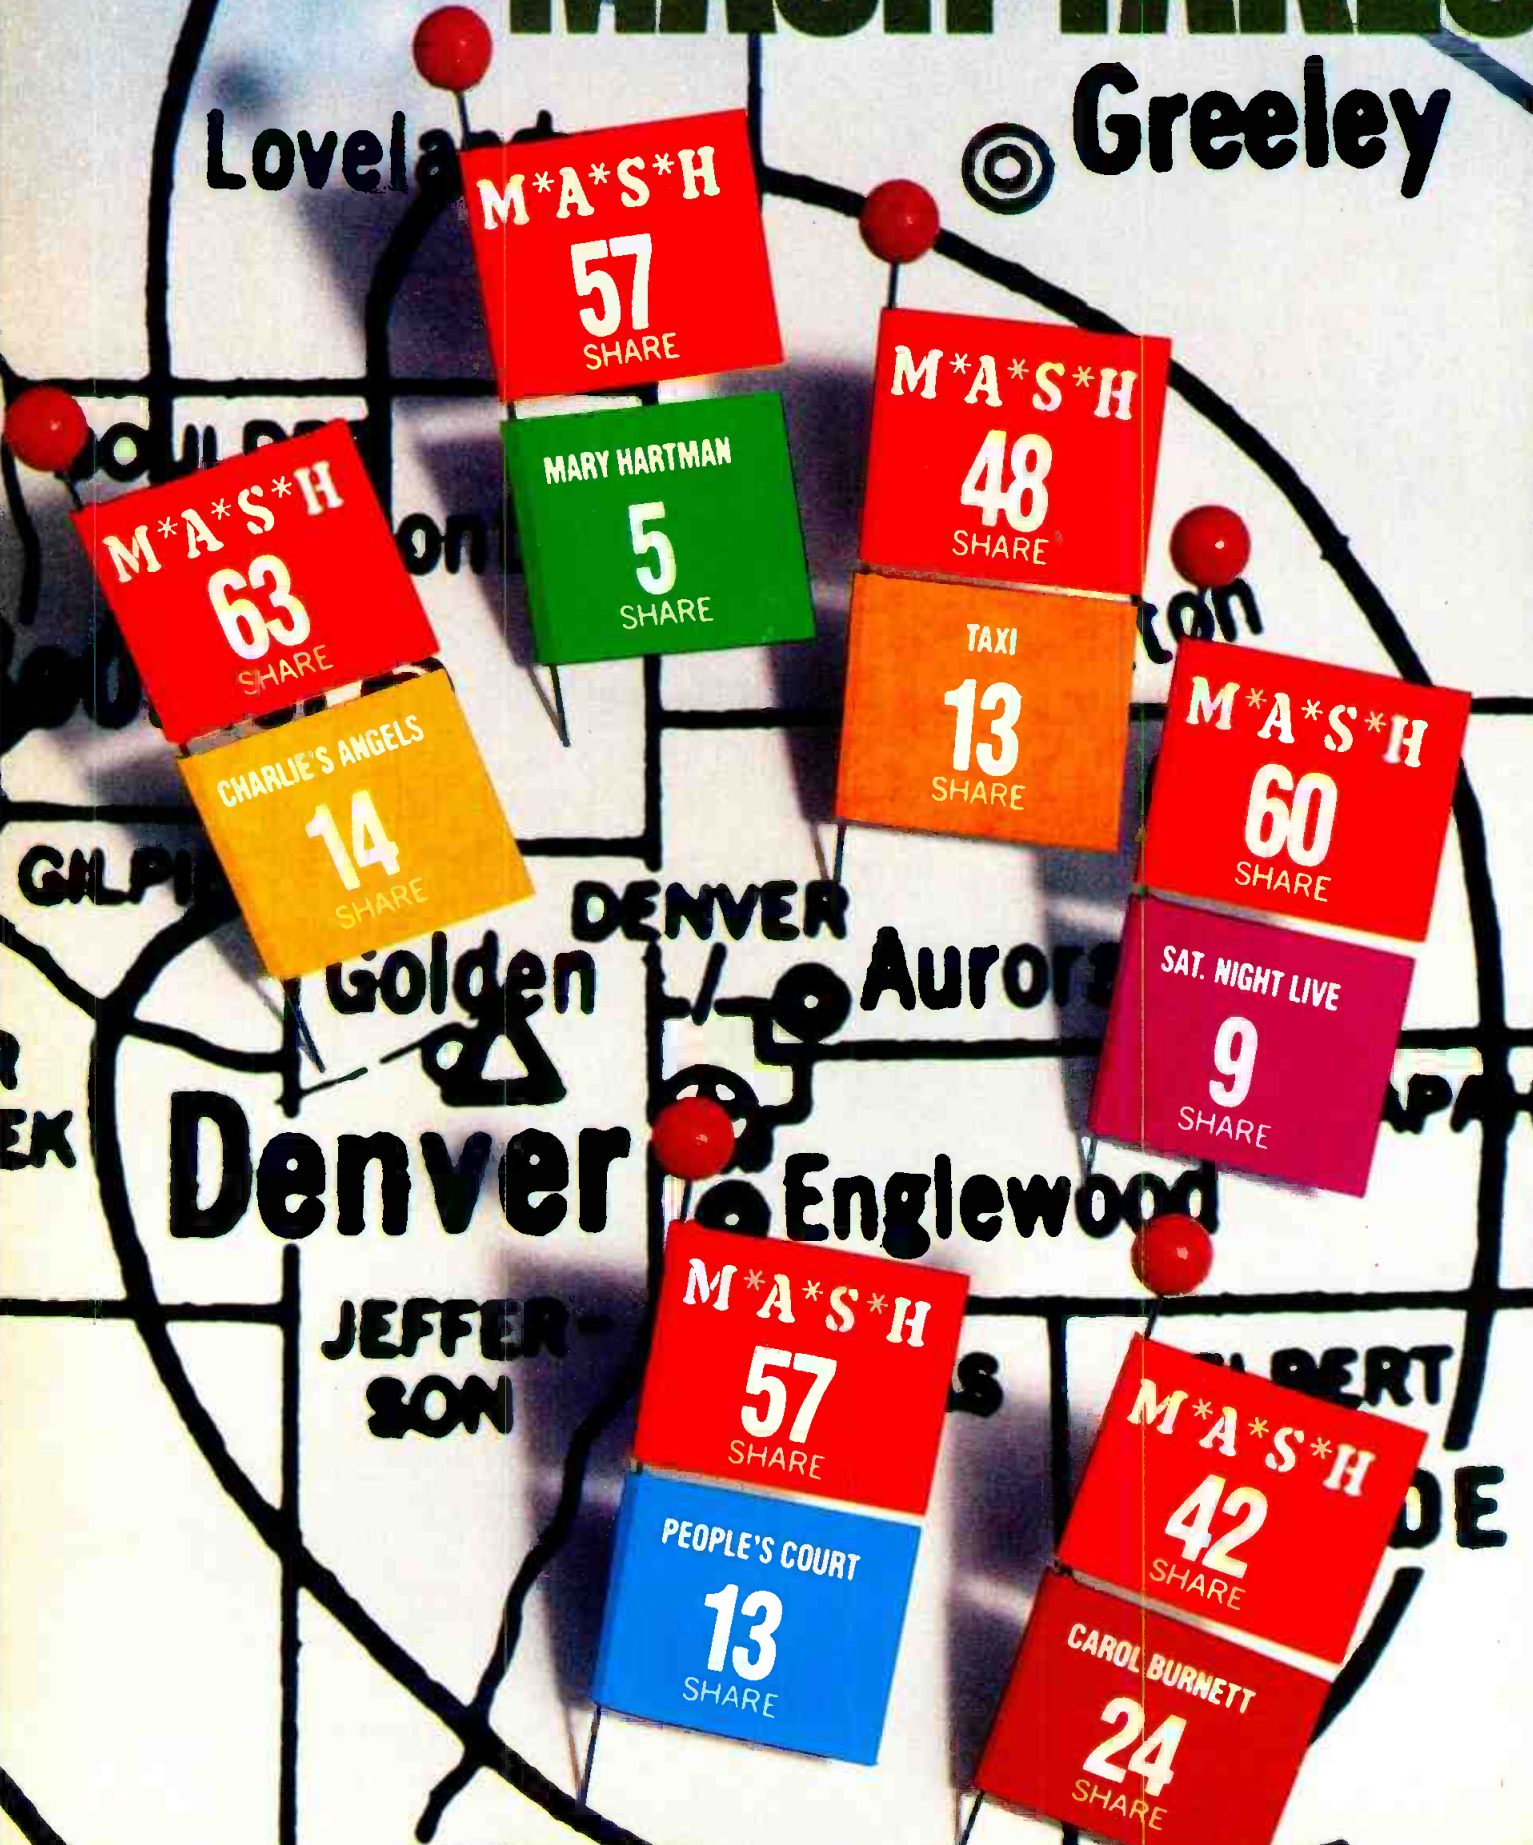 MASH TAKES
Greeley
M*A*S*H
57
SHARE
MARY HARTMAN
5
SHARE
M*A*S*H
48
SHARE
TAXI
13
SHARE
M*A*S*H
63
SHARE
CHARLIE'S ANGELS
14
SHARE
M*A*S*H
60
SHARE
SAT. NIGHT LIVE
9
SHARE
DENVER
Golden
Denver
Englewood
JEFFER-
SON
M*A*S*H
57
SHARE
PEOPLE'S COURT
13
SHARE
M*A*S*H
42
SHARE
CAROL BURNETT
24
SHARE